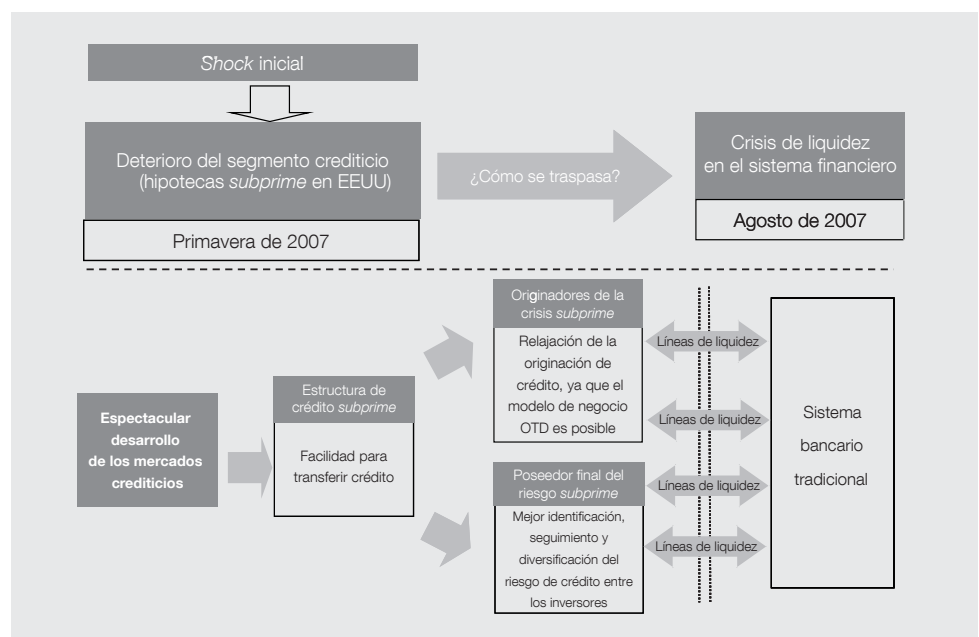 Shock inicial
Deterioro del segmento crediticio
(hipotecas subprime en EEUU)
Primavera de 2007
¿Cómo se traspasa?
Crisis de liquidez
en el sistema financiero
Agosto de 2007
Espectacular
desarrollo
de los mercados
crediticios
Estructura de
crédito subprime
Facilidad para
transferir crédito
Originadores de la
crisis subprime
Relajación de la
originación de
crédito, ya que el
modelo de negocio
OTD es posible
Poseedor final del
riesgo subprime
Mejor identificación,
seguimiento y
diversificación del
riesgo de crédito entre
los inversores
Líneas de liquidez
Líneas de liquidez
Líneas de liquidez
Líneas de liquidez
Sistema
bancario
tradicional